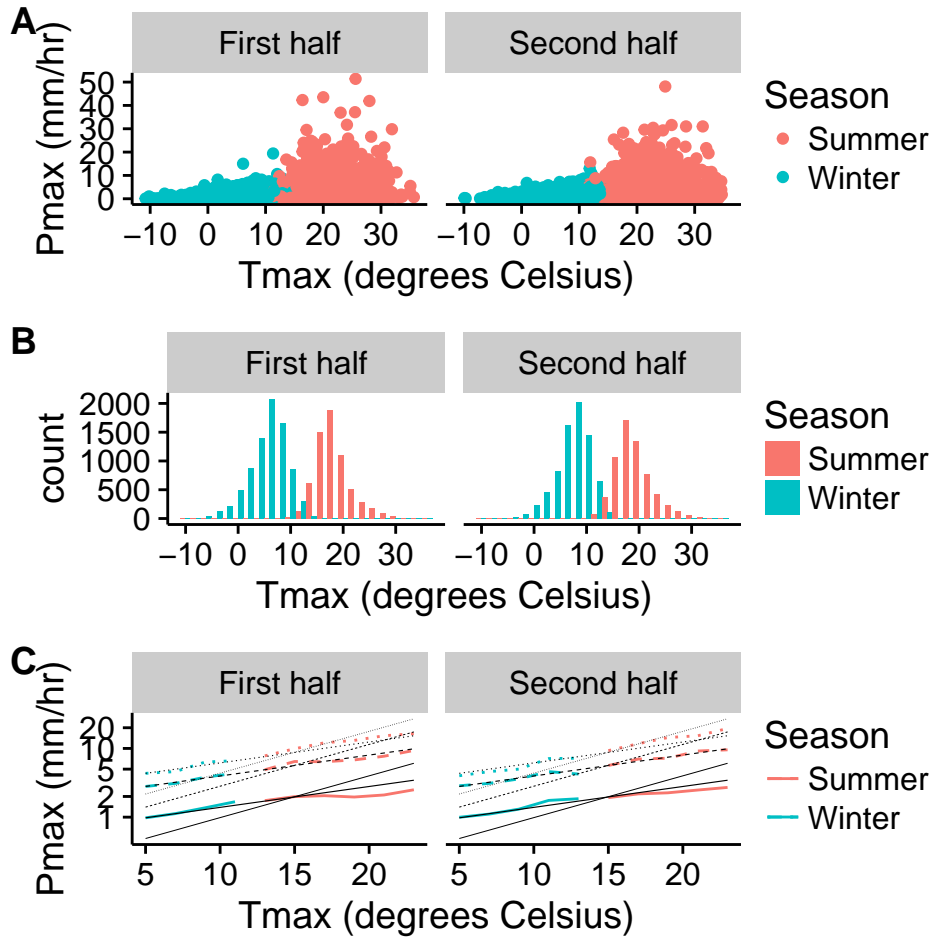 A
First half
Second half
Pmax (mm/hr)
50
40
30
20
10
0
−10 0 10 20 30
−10 0 10 20 30
Tmax (degrees Celsius)
Season
Summer
Winter
B
First half
Second half
count
2000
1500
1000
500
0
−10 0 10 20 30
−10 0 10 20 30
Tmax (degrees Celsius)
Season
Summer
Winter
C
First half
Second half
Pmax (mm/hr)
20
10
5
2
1
5 10 15 20
5 10 15 20
Tmax (degrees Celsius)
Season
Summer
Winter